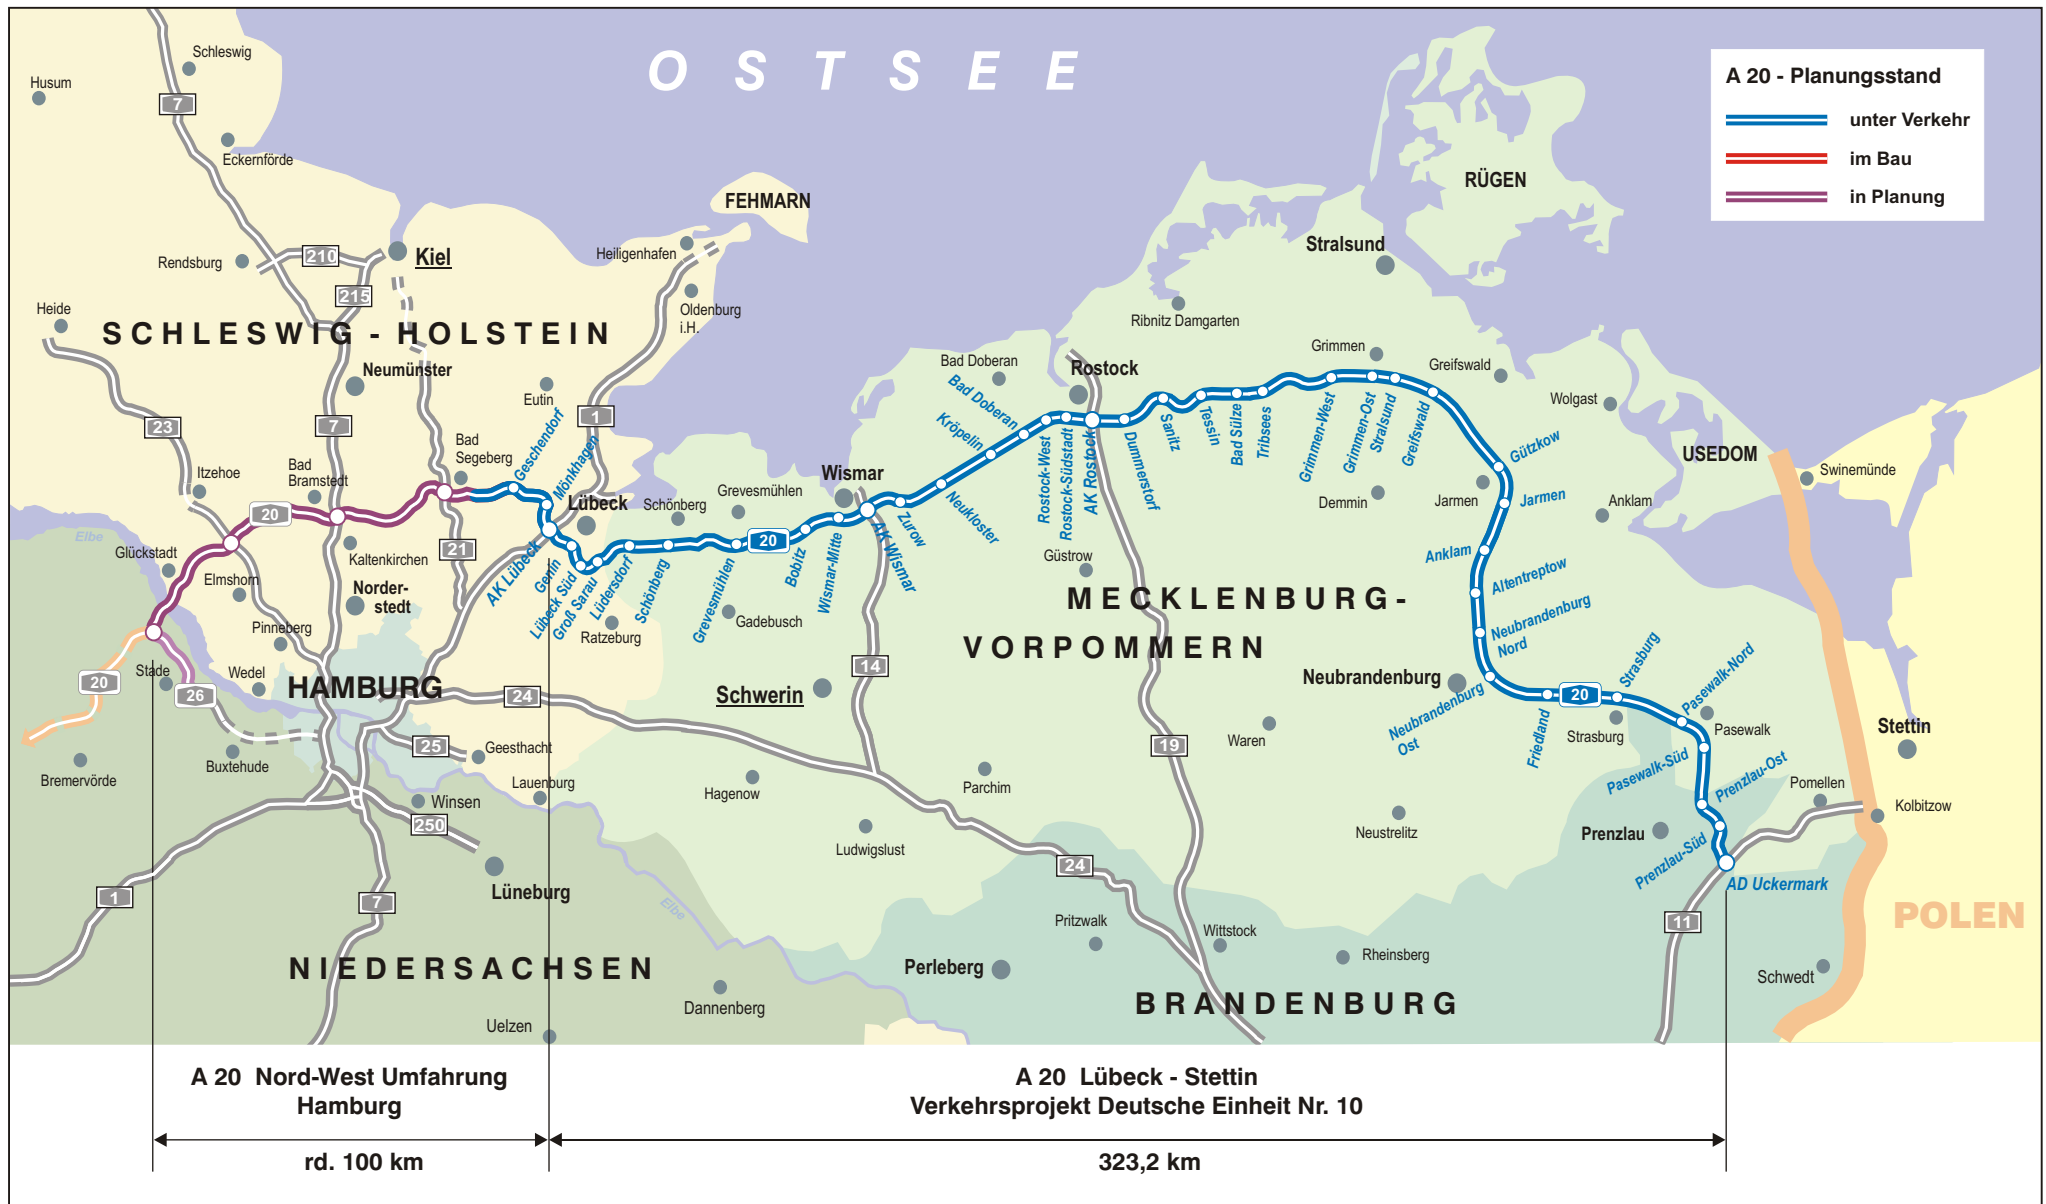 OSTSEE
A 20 - Planungsstand
unter Verkehr
im Bau
in Planung
Schleswig
Husum
7
Eckernförde
FEHMARN
RÜGEN
Heiligenhafen
Stralsund
Kiel
210
Rendsburg
215
Oldenburg
i.H.
Heide
Ribnitz Damgarten
SCHLESWIG - HOLSTEIN
Neumünster
Bad Doberan
Rostock
Grimmen
Greifswald
Eutin
Wolgast
23
7
1
Bad
Segeberg
Geschendorf
Mönkhagen
Bad Doberan
Kröpelin
Rostock-West
Rostock-Südstadt
AK Rostock
Dummerstorf
Sanitz
Tessin
Bad Sülze
Tribsees
Grimmen-West
Grimmen-Ost
Stralsund
Greifswald
Gützkow
Jarmen
USEDOM
Swinemünde
Itzehoe
Bad
Bramstedt
Wismar
Lübeck
Schönberg
Grevesmühlen
Demmin
Jarmen
Anklam
20
Elbe
Glückstadt
Kaltenkirchen
21
AK Lübeck
Genin
Lübeck Süd
Groß Sarau
Lüdersdorf
Schönberg
Grevesmühlen
20
Bobitz
Wismar-Mitte
AK Wismar
Zurow
Neukloster
Güstrow
Anklam
Altentreptow
Neubrandenburg
Nord
Elmshorn
Norder-
stedt
Pinneberg
Ratzeburg
Gadebusch
MECKLENBURG-
VORPOMMERN
Stade
20
26
Wedel
HAMBURG
24
Schwerin
14
Neubrandenburg
Neubrandenburg
Ost
Friedland
20
Strasburg
Strasburg
Pasewalk-Nord
Pasewalk
Pasewalk-Süd
Prenzlau-Ost
Stettin
Waren
19
25
Geesthacht
Buxtehude
Bremervörde
Lauenburg
Hagenow
Parchim
Pomellen
Kolbitzow
Winsen
250
Neustrelitz
Prenzlau
Prenzlau-Süd
AD Uckermark
Ludwigslust
24
Lüneburg
1
7
Elbe
Pritzwalk
Wittstock
11
POLEN
NIEDERSACHSEN
Perleberg
Rheinsberg
Schwedt
Dannenberg
BRANDENBURG
Uelzen
A 20 Nord-West Umfahrung
Hamburg
rd. 100 km
A 20 Lübeck - Stettin
Verkehrsprojekt Deutsche Einheit Nr. 10
323,2 km